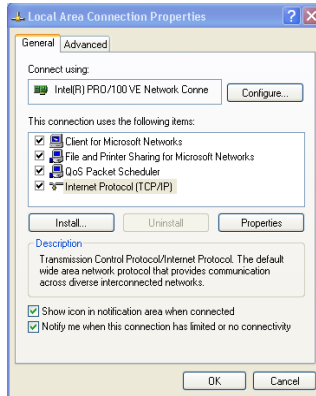 Local Area Connection Properties
General Advanced
Connect using:
Intel(R) PRO/100 VE Network Conne
Configure...
This connection uses the following items:
Client for Microsoft Networks
File and Printer Sharing for Microsoft Networks
QoS Packet Scheduler
Internet Protocol (TCP/IP)
Install... Uninstall Properties
Description
Transmission Control Protocol/Internet Protocol. The default
wide area network protocol that provides communication
across diverse interconnected networks.
Show icon in notification area when connected
Notify me when this connection has limited or no connectivity
OK Cancel